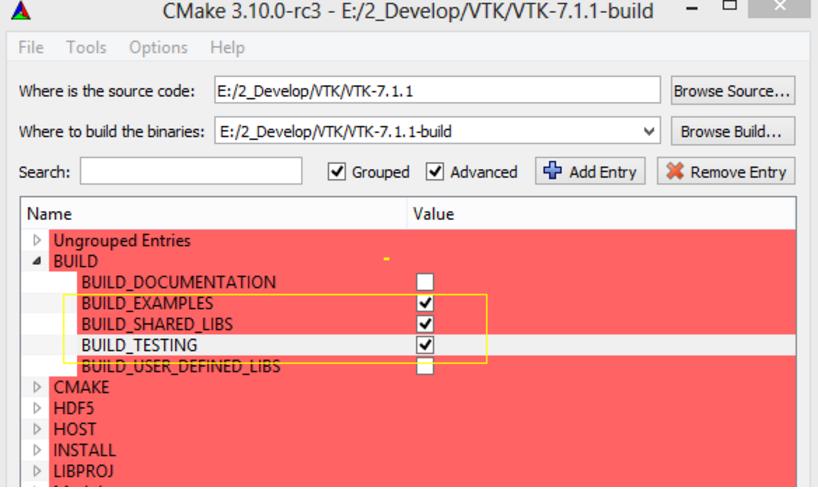 CMake 3.10.0-rc3 - E:/2_Develop/VTK/VTK-7.1.1-build
File Tools Options Help
Where is the source code: E:/2_Develop/VTK/VTK-7.1.1 Browse Source...
Where to build the binaries: E:/2_Develop/VTK/VTK-7.1.1-build Browse Build...
Search: Grouped Advanced Add Entry Remove Entry
Name Value
Ungrouped Entries
BUILD
BUILD_DOCUMENTATION
BUILD_EXAMPLES
BUILD_SHARED_LIBS
BUILD_TESTING
BUILD_USER_DEFINED_LIBS
CMAKE
HDF5
HOST
INSTALL
LIBPROJ